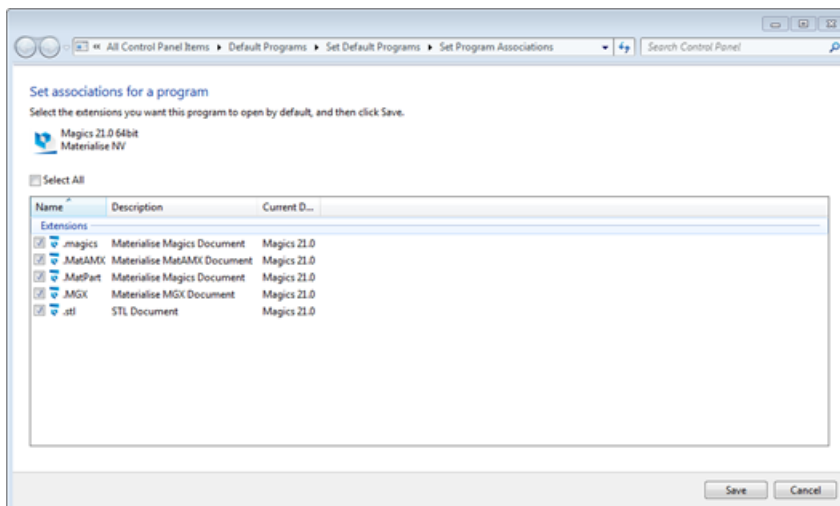 « All Control Panel Items ▸ Default Programs ▸ Set Default Programs ▸ Set Program Associations Search Control Panel
Set associations for a program
Select the extensions you want this program to open by default, and then click Save.
Magics 21.0 64bit
Materialise NV
Select All
Name Description Current D...
Extensions
.magics Materialise Magics Document Magics 21.0
.MatAMX Materialise MatAMX Document Magics 21.0
.MatPart Materialise Magics Document Magics 21.0
.MGX Materialise MGX Document Magics 21.0
.stl STL Document Magics 21.0
Save Cancel